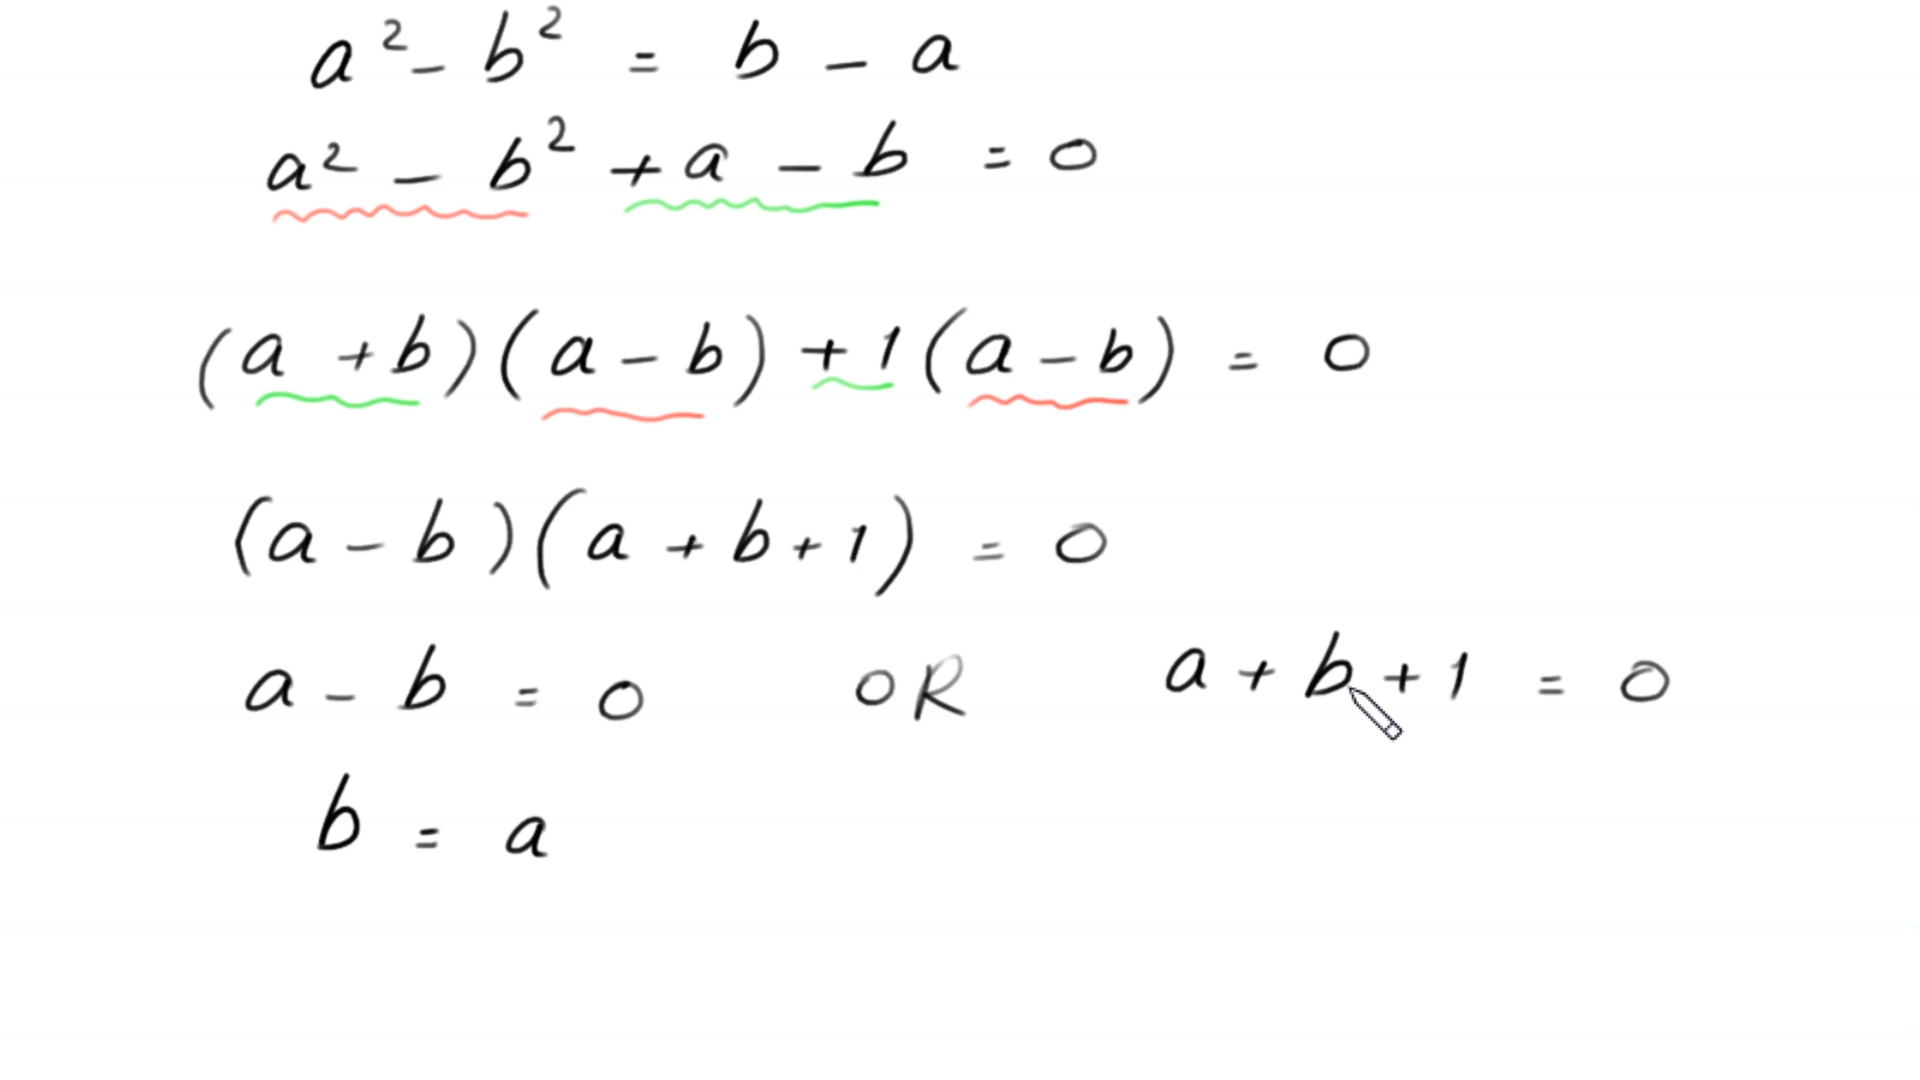 a² - b² = b - a
a² - b² + a - b = 0
(a + b)(a - b) + 1(a - b) = 0
(a - b)(a + b + 1) = 0
a - b = 0 OR a + b + 1 = 0
b = a